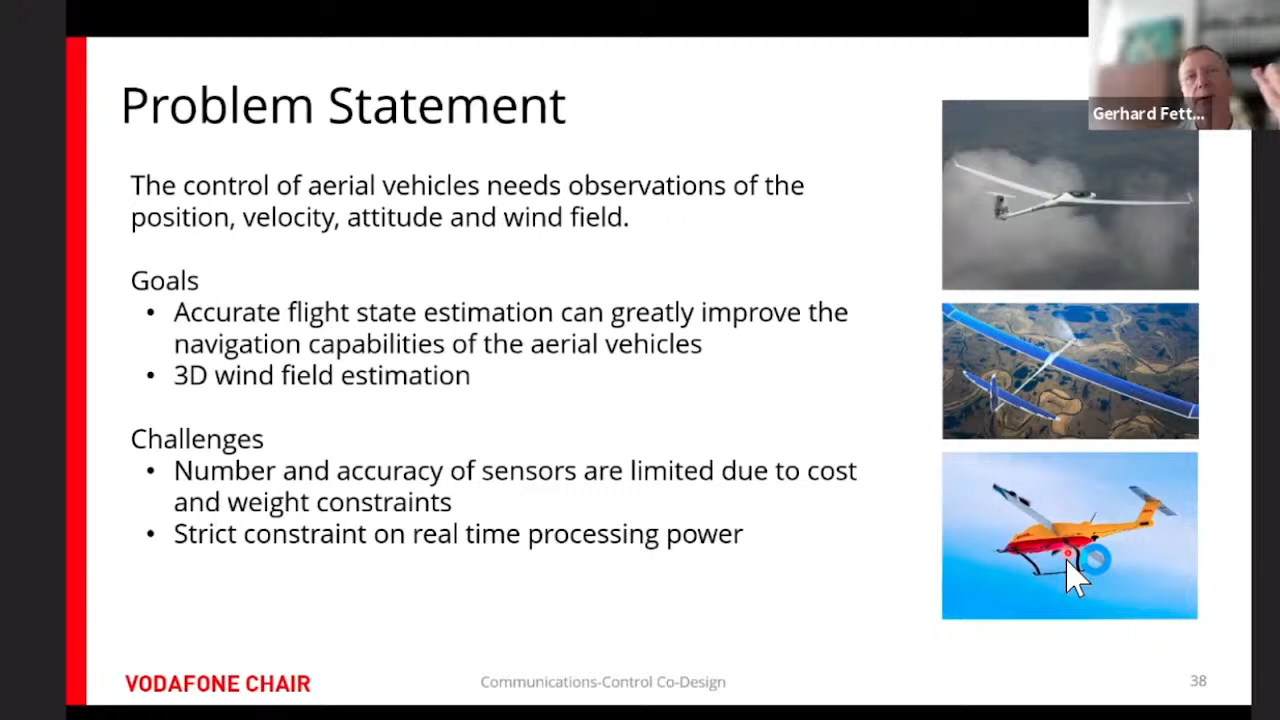 Problem Statement
Gerhard Fett...
The control of aerial vehicles needs observations of the
position, velocity, attitude and wind field.
Goals
• Accurate flight state estimation can greatly improve the
navigation capabilities of the aerial vehicles
• 3D wind field estimation
Challenges
• Number and accuracy of sensors are limited due to cost
and weight constraints
• Strict constraint on real time processing power
VODAFONE CHAIR
Communications-Control Co-Design
38